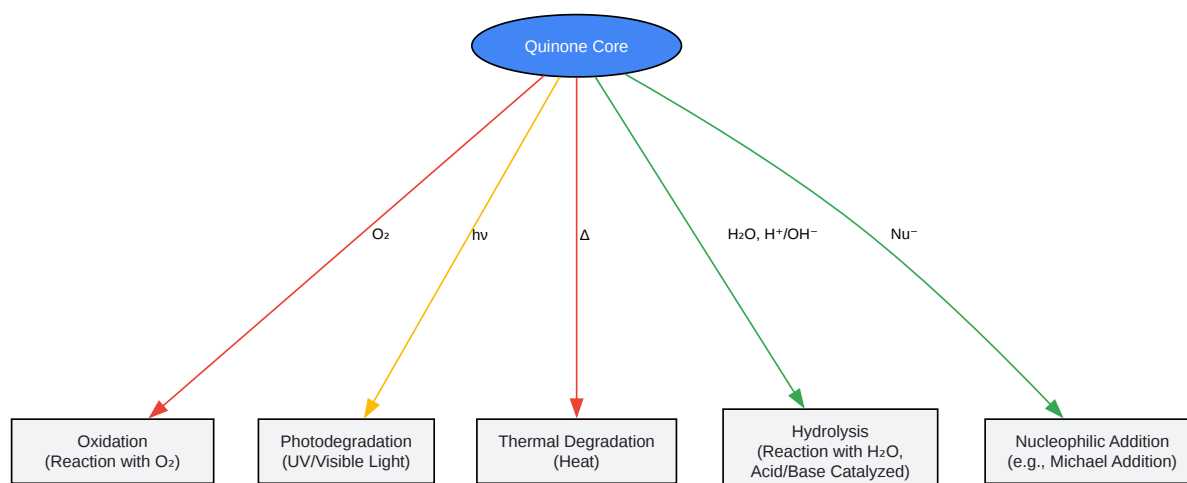 Quinone Core
O₂
hν
Δ
H₂O, H⁺/OH⁻
Nu⁻
Oxidation
(Reaction with O₂)
Photodegradation
(UV/Visible Light)
Thermal Degradation
(Heat)
Hydrolysis
(Reaction with H₂O,
Acid/Base Catalyzed)
Nucleophilic Addition
(e.g., Michael Addition)